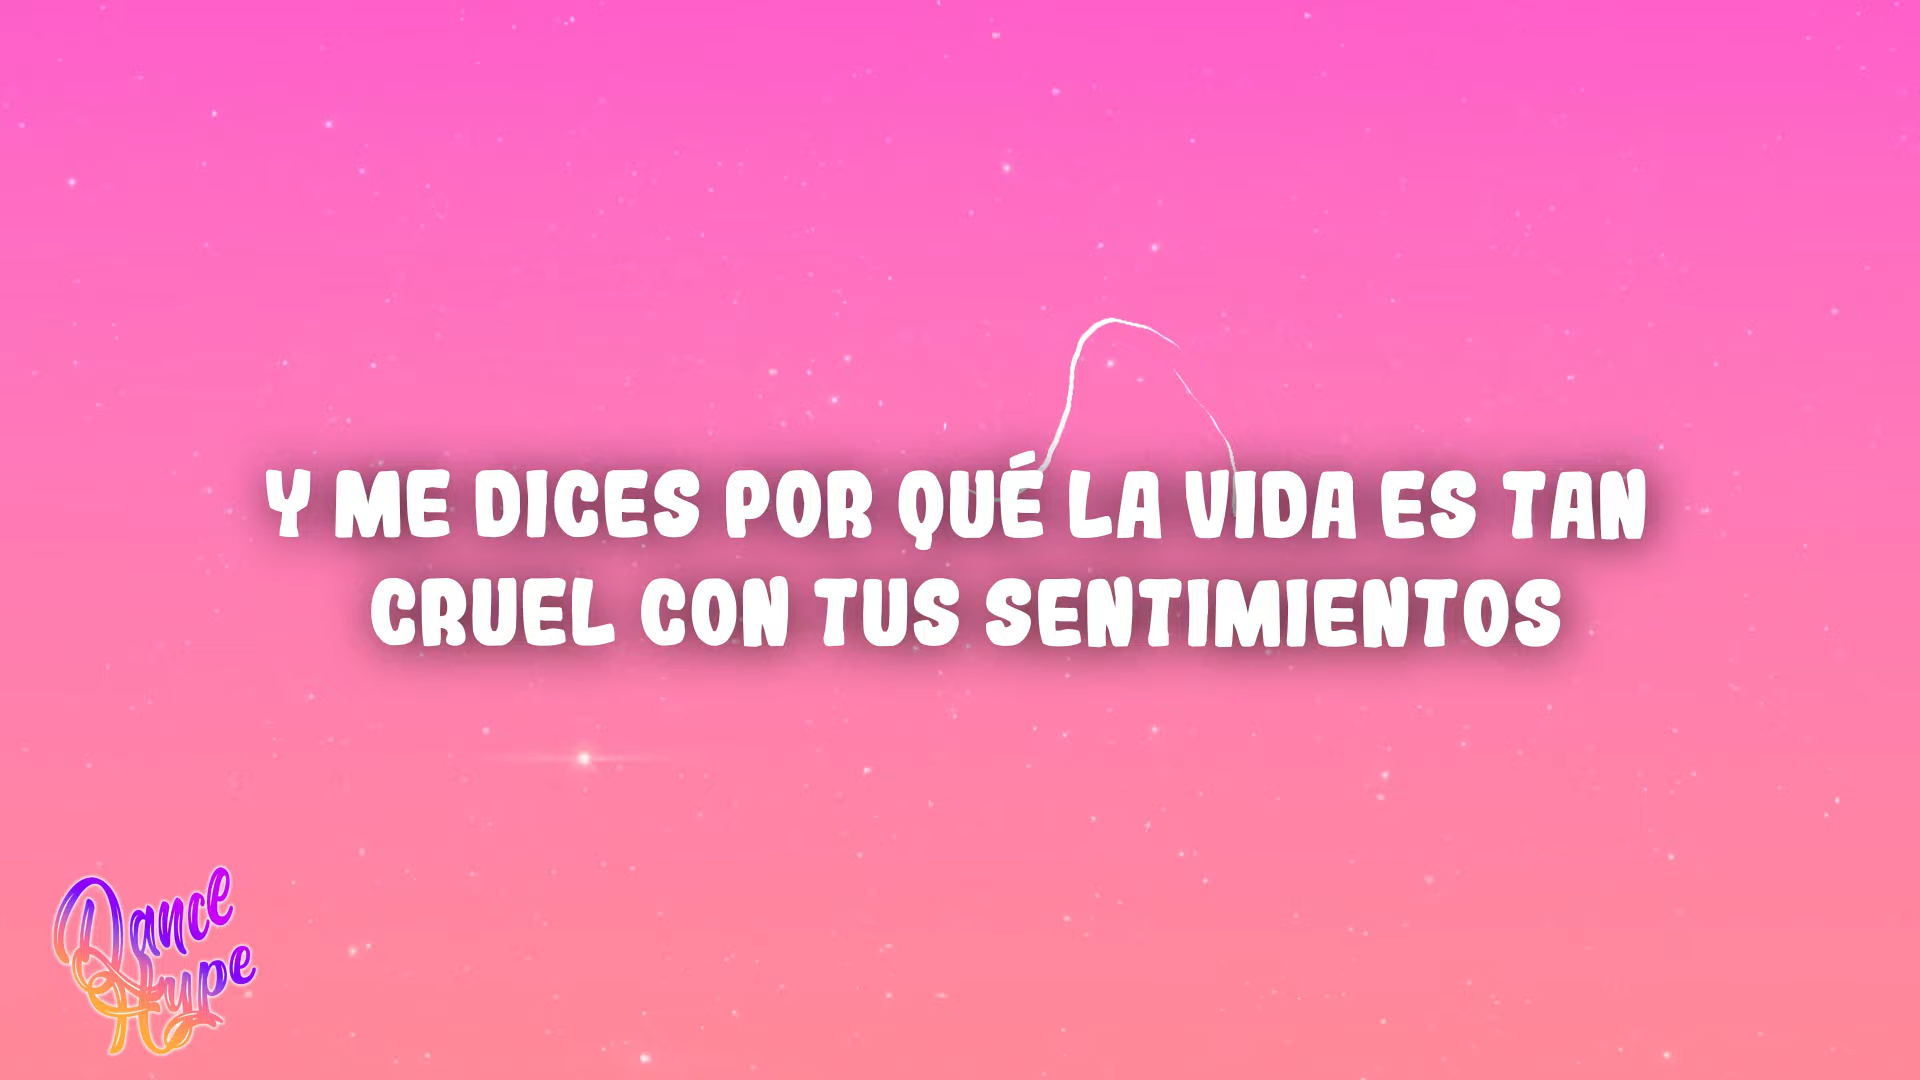 Y ME DICES POR QUÉ LA VIDA ES TAN
CRUEL CON TUS SENTIMIENTOS
Dance
Hype